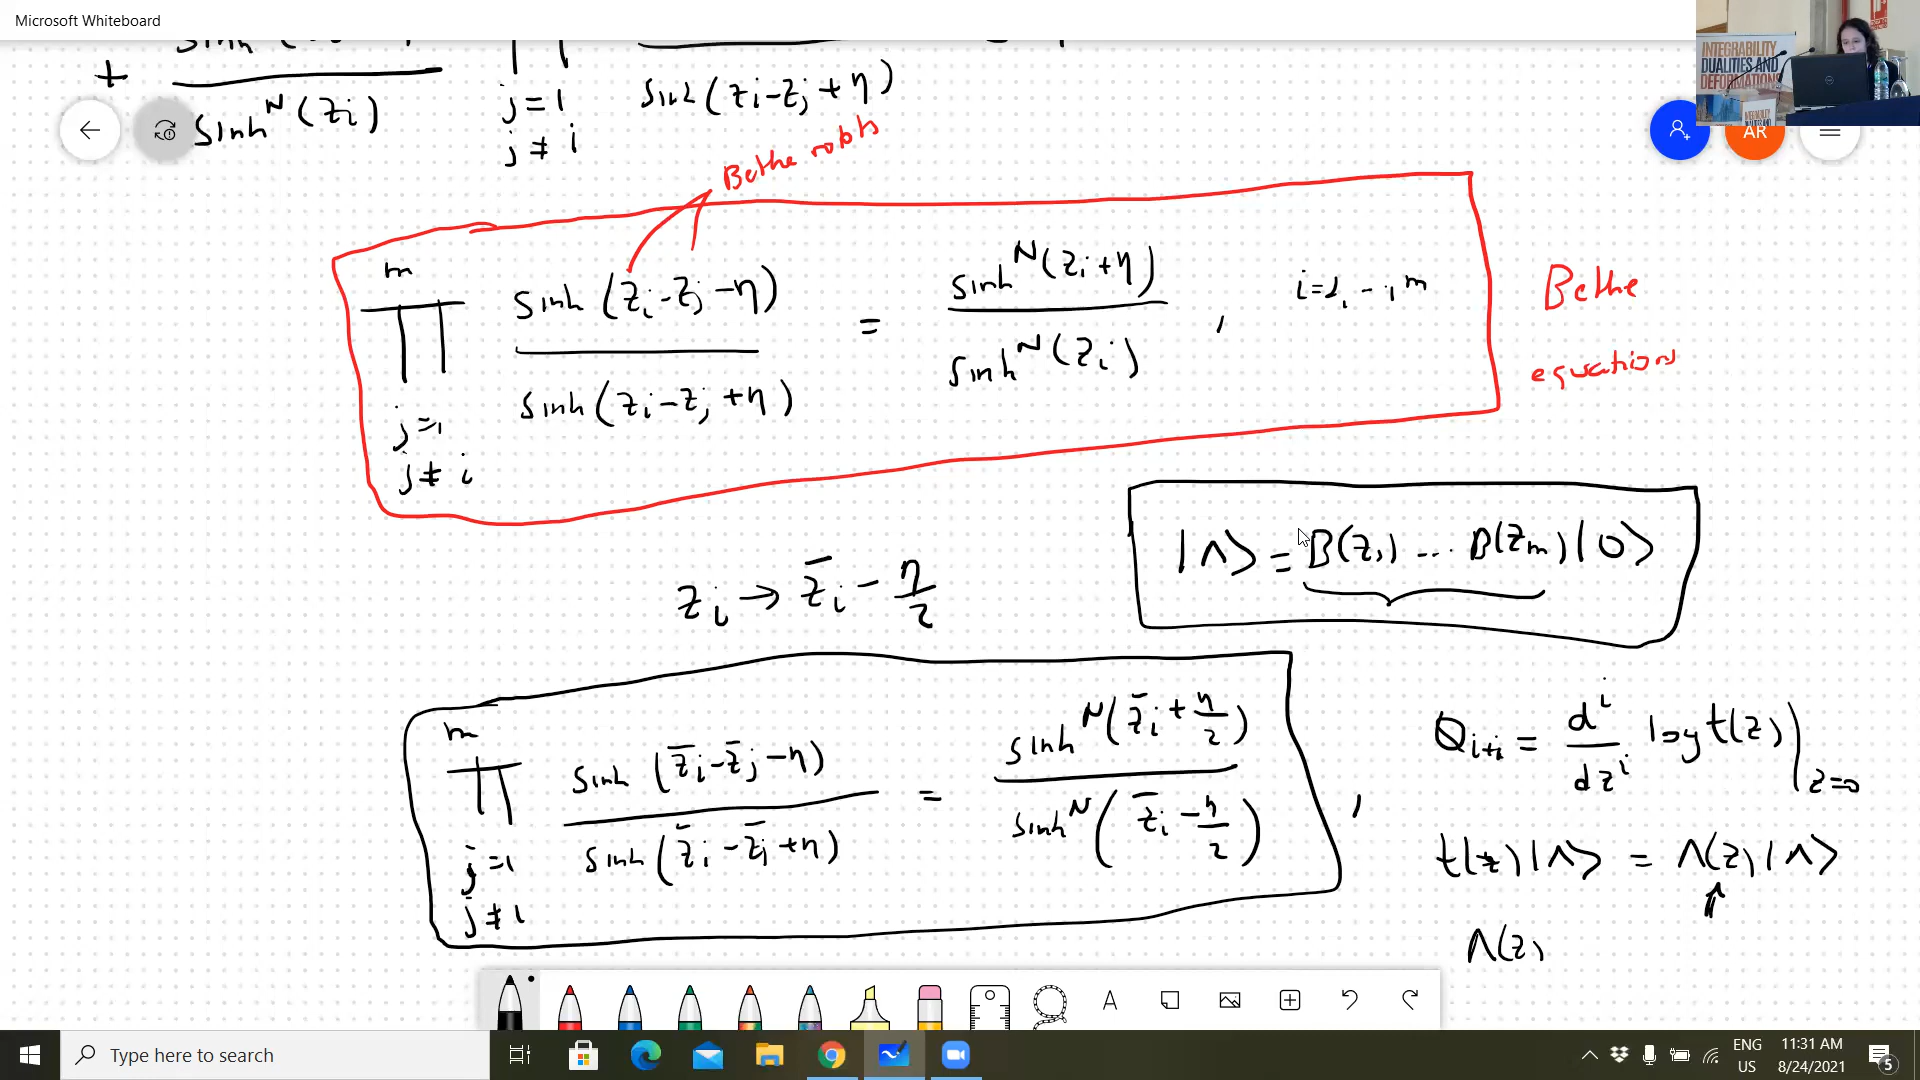 Microsoft Whiteboard
INTEGRABILITY
DUALITIES AND
DEFORMATIONS
+ / sinh^N(z_i)
j=1
j≠i
sinh(z_i-z_j+η)
AR
Bethe roots
m
∏ sinh(z_i-z_j-η) / sinh(z_i-z_j+η) = sinh^N(z_i+η) / sinh^N(z_i) , i=1,-,m
j=1
j≠i
Bethe
equations
z_i → z̄_i - η/2
|Λ> = B(z_1) ... B(z_m)|0>
m
∏ sinh(z̄_i-z̄_j-η) / sinh(z̄_i-z̄_j+η) = sinh^N(z̄_i+η/2) / sinh^N(z̄_i-η/2) ,
j=1
j≠i
Q_{i+1} = d^i/dz^i log t(z)|_{z=0}
t(z)|Λ> = Λ(z)|Λ>
↑
Λ(z)
A
Type here to search
ENG
US
11:31 AM
8/24/2021
5